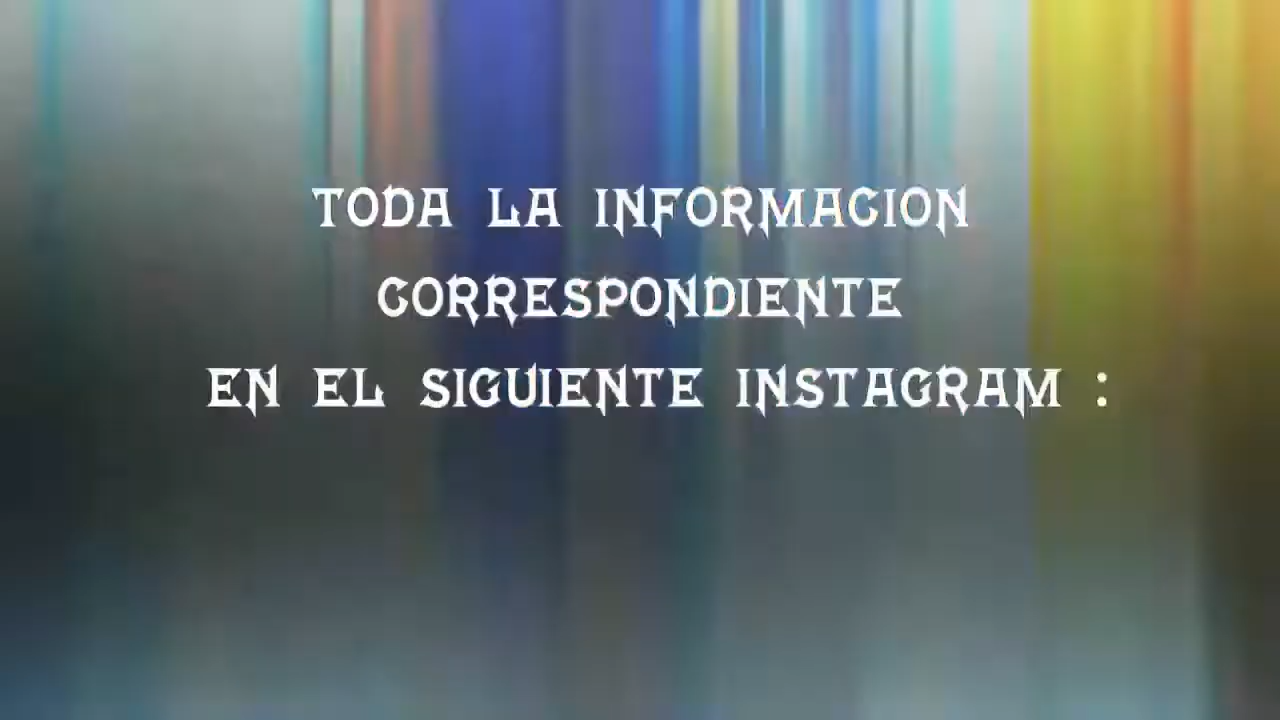 TODA LA INFORMACION
CORRESPONDIENTE
EN EL SIGUIENTE INSTAGRAM :